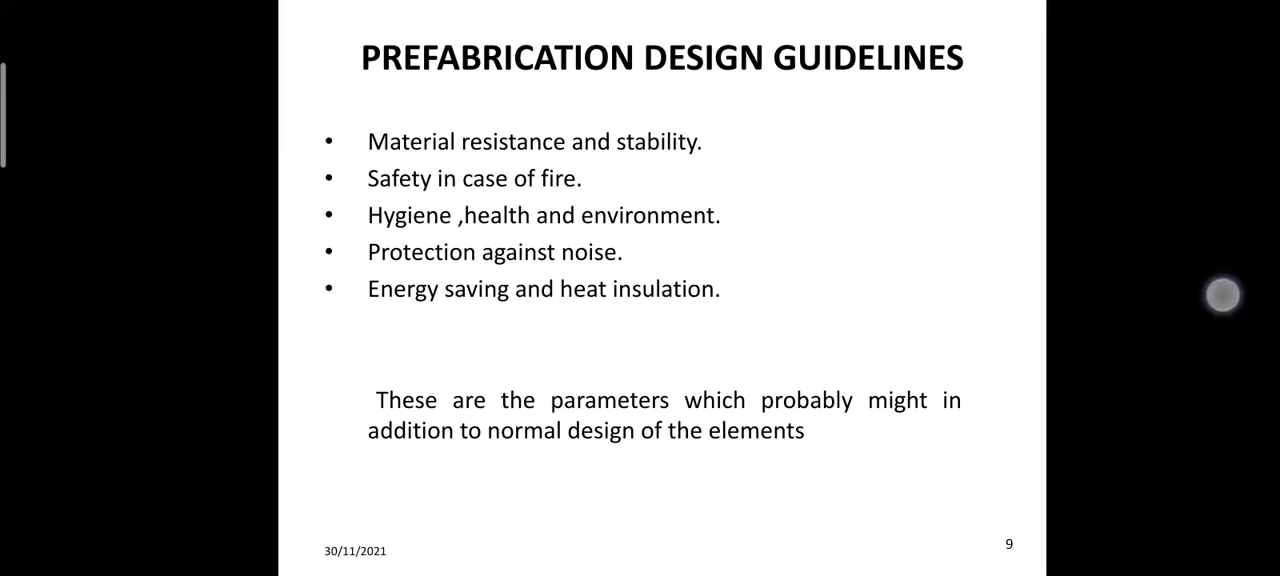 PREFABRICATION DESIGN GUIDELINES
• Material resistance and stability.
• Safety in case of fire.
• Hygiene ,health and environment.
• Protection against noise.
• Energy saving and heat insulation.
These are the parameters which probably might in
addition to normal design of the elements
30/11/2021
9